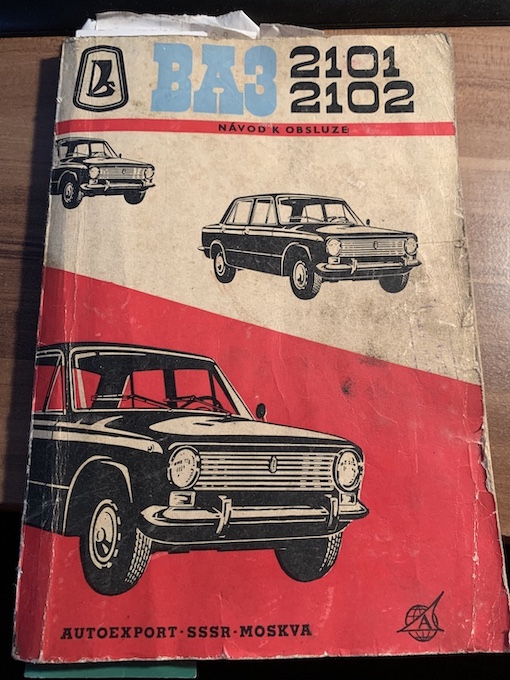 ВАЗ 2101
2102
NÁVOD K OBSLUZE
AUTOEXPORT·SSSR·MOSKVA
A